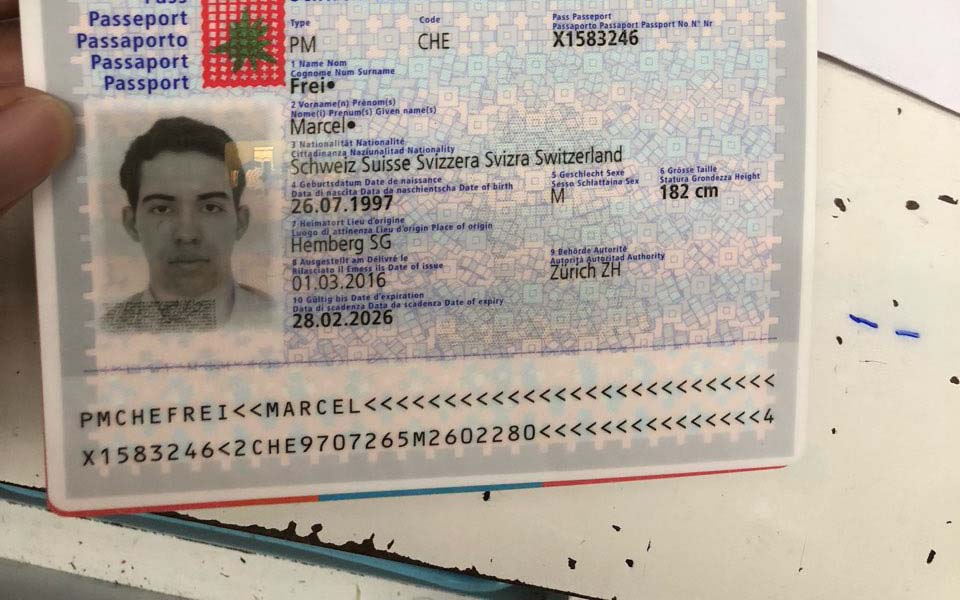 Pass
Passeport
Passaporto
Passaport
Passport
Type
Code
Pass Passeport
Passaporto Passaport Passport No N° Nr
PM
CHE
X1583246
1 Name Nom
Cognome Num Surname
Frei•
2 Vorname(n) Prénom(s)
Nome(i) Prenum(s) Given name(s)
Marcel•
3 Nationalität Nationalité
Cittadinanza Naziunalitad Nationality
Schweiz Suisse Svizzera Svizra Switzerland
4 Geburtsdatum Date de naissance
Data di nascita Data da naschientscha Date of birth
26.07.1997
5 Geschlecht Sexe
Sesso Schlattaina Sex
M
6 Grösse Taille
Statura Grondezza Height
182 cm
7 Heimatort Lieu d'origine
Luogo di attinenza Lieu d'origin Place of origin
Hemberg SG
8 Ausgestellt am Délivré le
Rilasciato il Emess ils Date of issue
01.03.2016
9 Behörde Autorité
Autorità Autoritad Authority
Zürich ZH
10 Gültig bis Date d'expiration
Data di scadenza Data da scadenza Date of expiry
28.02.2026
PMCHEFREI<<MARCEL<<<<<<<<<<<<<<<<<<<<<<<<<<<
X1583246<2CHE9707265M2602280<<<<<<<<<<<<<<<4